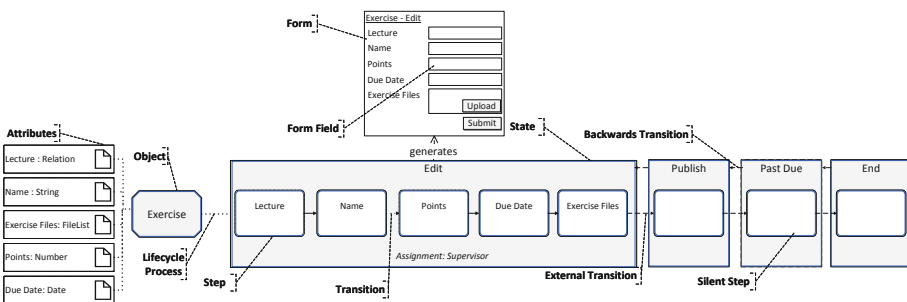 Form
Exercise - Edit
Lecture
Name
Points
Due Date
Exercise Files
Upload
Submit
Form Field
State
generates
Backwards Transition
Attributes
Object
Lecture : Relation
Name : String
Exercise Files: FileList
Points: Number
Due Date: Date
Exercise
Lifecycle
Process
Edit
Lecture
Name
Points
Due Date
Exercise Files
Assignment: Supervisor
Publish
Past Due
End
Step
Transition
External Transition
Silent Step